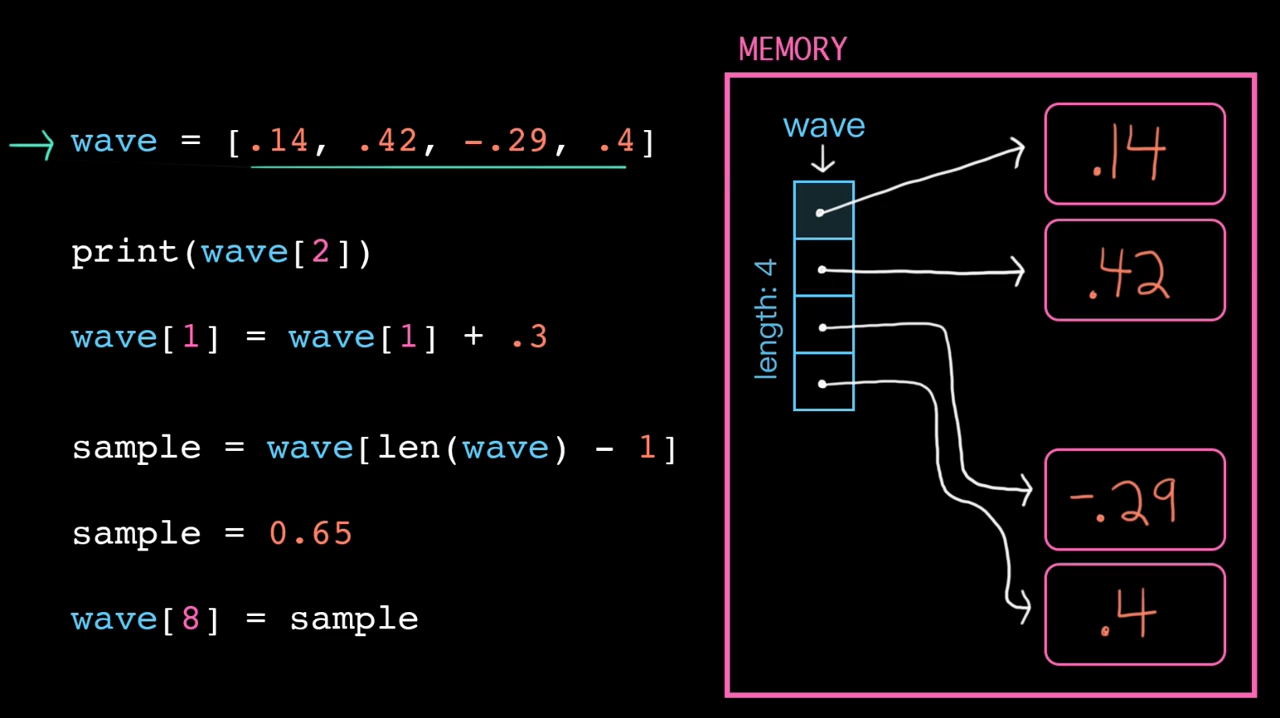 wave = [.14, .42, -.29, .4]
print(wave[2])
wave[1] = wave[1] + .3
sample = wave[len(wave) - 1]
sample = 0.65
wave[8] = sample
MEMORY
wave
length: 4
.14
.42
-.29
.4